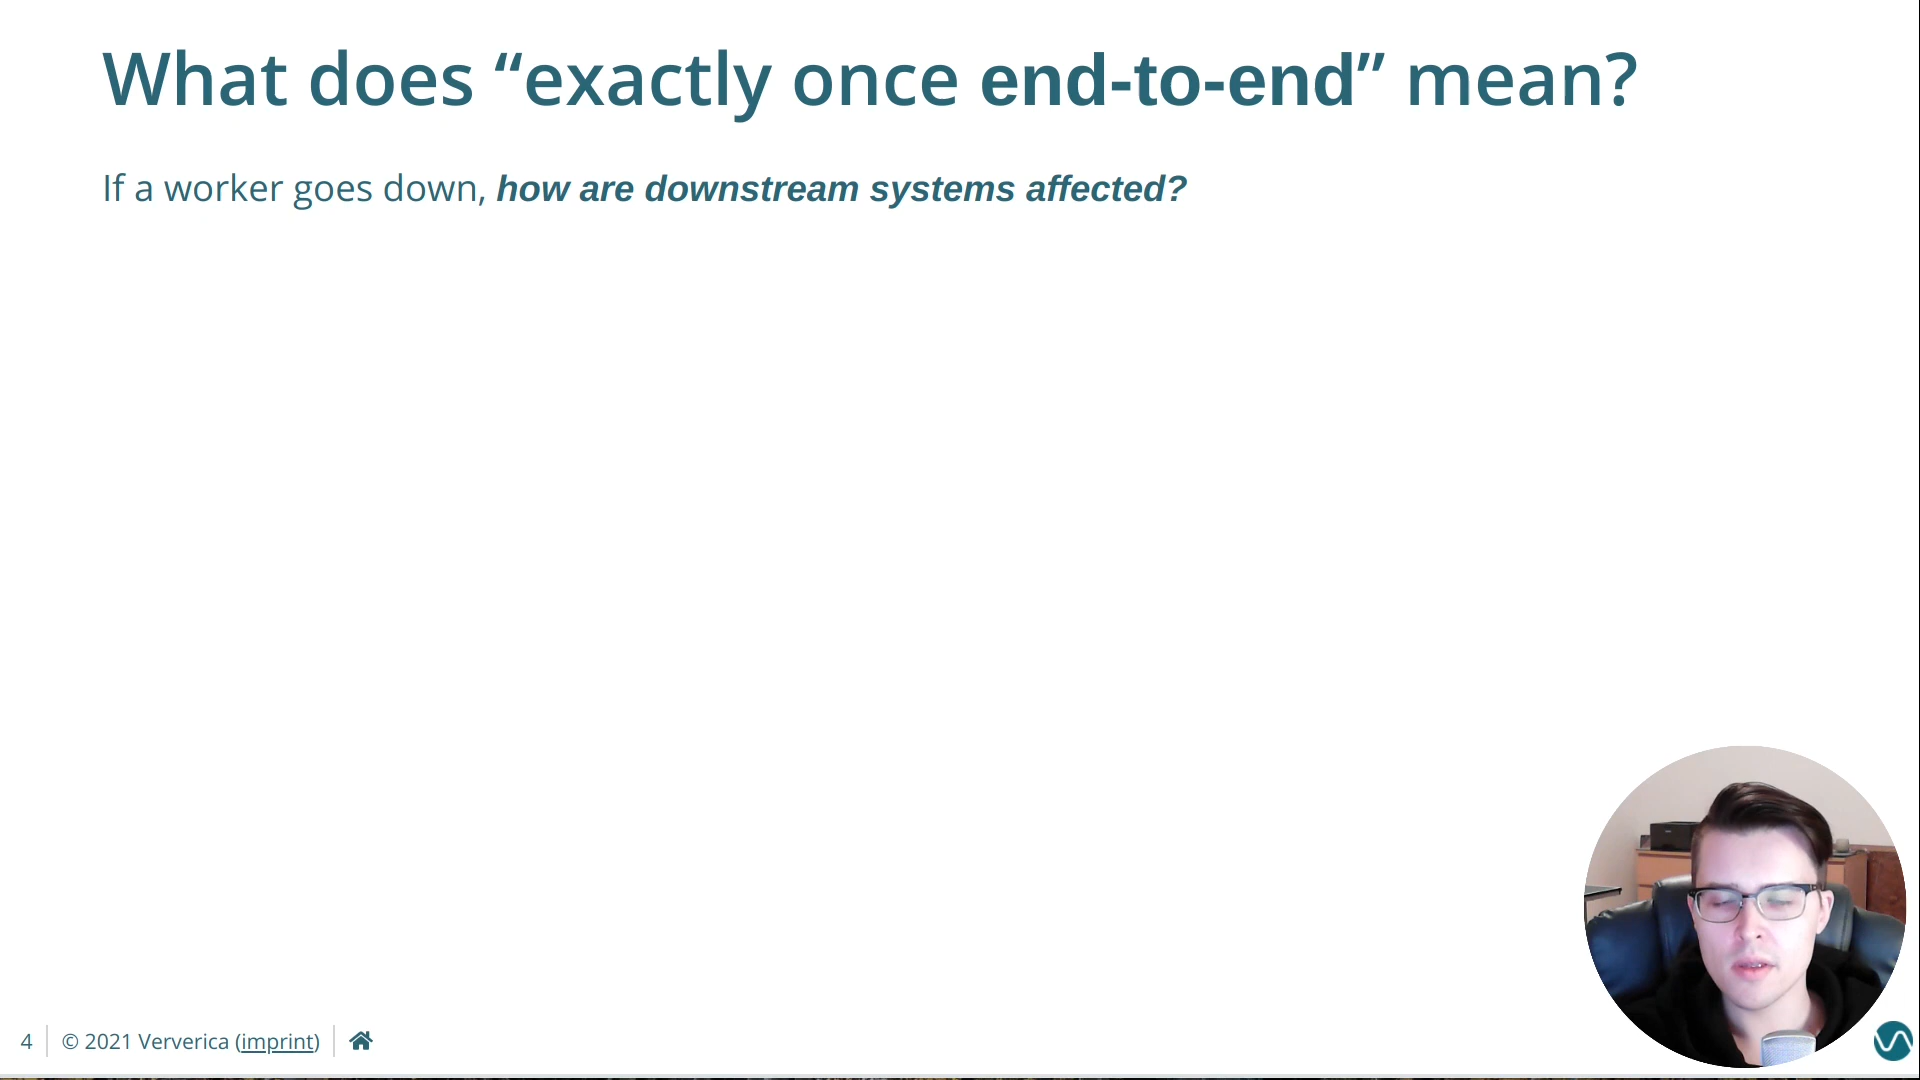 What does “exactly once end-to-end” mean?
If a worker goes down, how are downstream systems affected?
4 © 2021 Ververica (imprint)